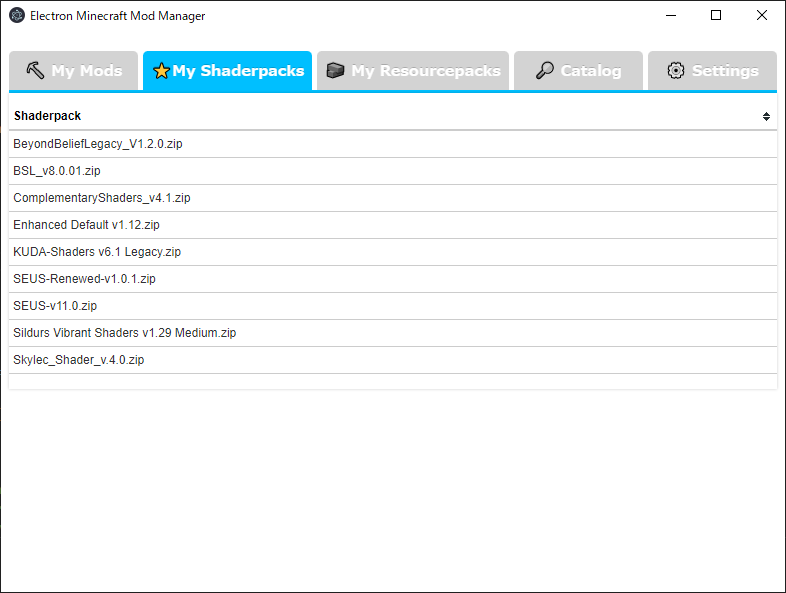 Electron Minecraft Mod Manager
My Mods My Shaderpacks My Resourcepacks Catalog Settings
Shaderpack
BeyondBeliefLegacy_V1.2.0.zip
BSL_v8.0.01.zip
ComplementaryShaders_v4.1.zip
Enhanced Default v1.12.zip
KUDA-Shaders v6.1 Legacy.zip
SEUS-Renewed-v1.0.1.zip
SEUS-v11.0.zip
Sildurs Vibrant Shaders v1.29 Medium.zip
Skylec_Shader_v.4.0.zip